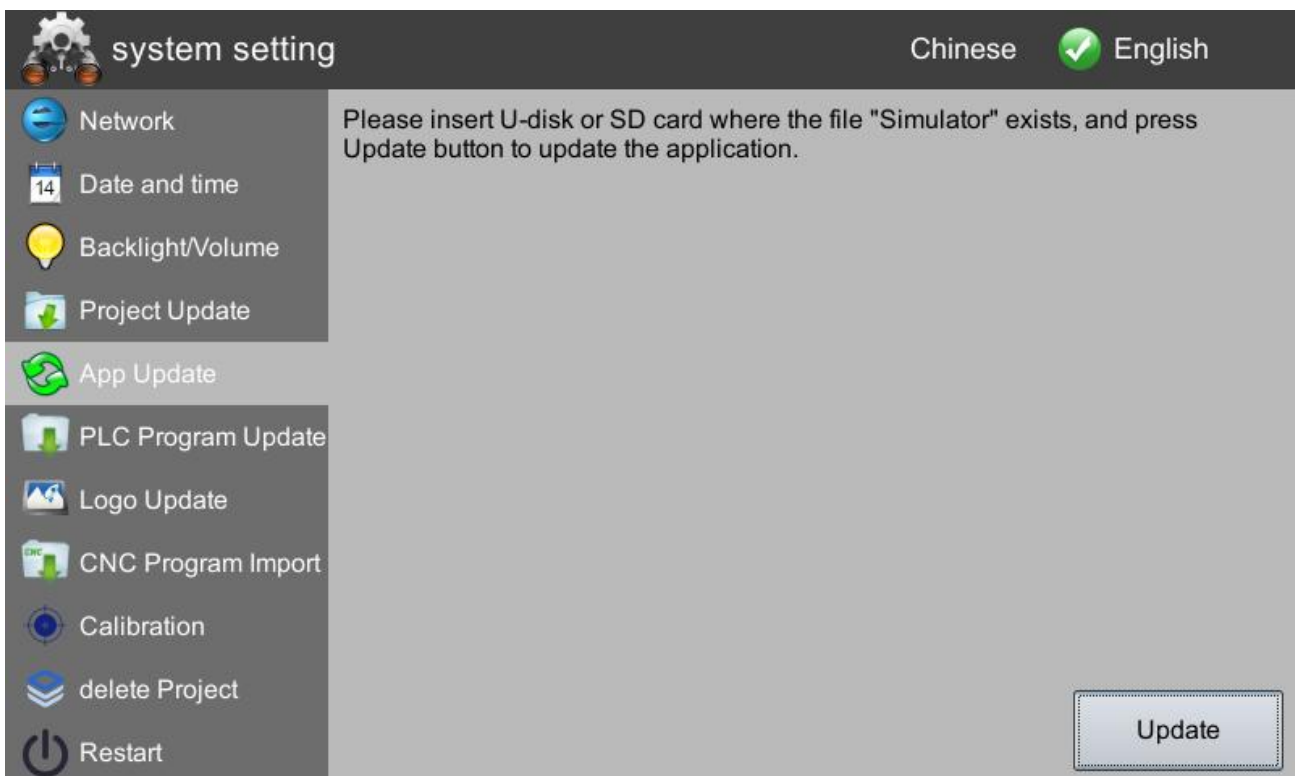 system setting
Chinese
English
Network
Please insert U-disk or SD card where the file "Simulator" exists, and press
Update button to update the application.
14
Date and time
Backlight/Volume
Project Update
App Update
PLC Program Update
Logo Update
CNC
CNC Program Import
Calibration
delete Project
Update
Restart